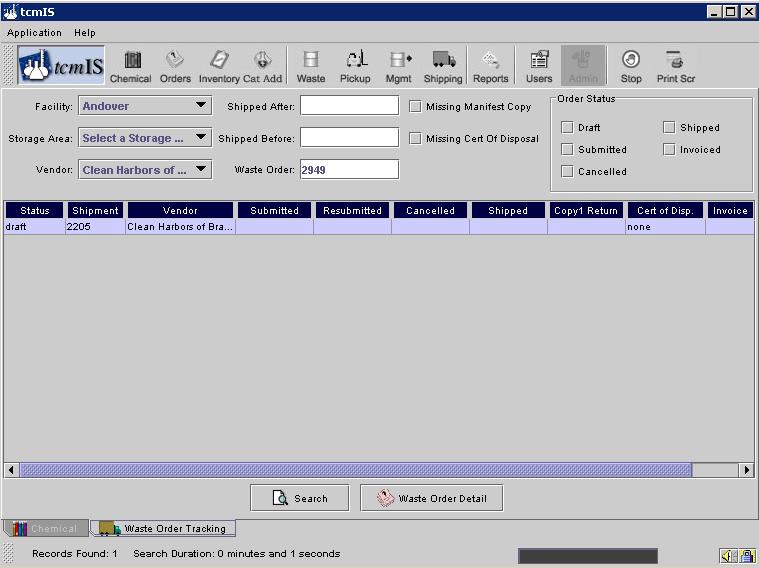 tcmIS
Application Help
tcmIS Chemical Orders Inventory Cat Add Waste Pickup Mgmt Shipping Reports Users Admin Stop Print Scr
Facility: Andover Shipped After: Missing Manifest Copy Order Status
Draft Shipped
Storage Area: Select a Storage ... Shipped Before: Missing Cert Of Disposal
Submitted Invoiced
Vendor: Clean Harbors of ... Waste Order: 2949
Cancelled
Status Shipment Vendor Submitted Resubmitted Cancelled Shipped Copy1 Return Cert of Disp. Invoice
draft 2205 Clean Harbors of Bra... none
Search Waste Order Detail
Chemical Waste Order Tracking
Records Found: 1 Search Duration: 0 minutes and 1 seconds